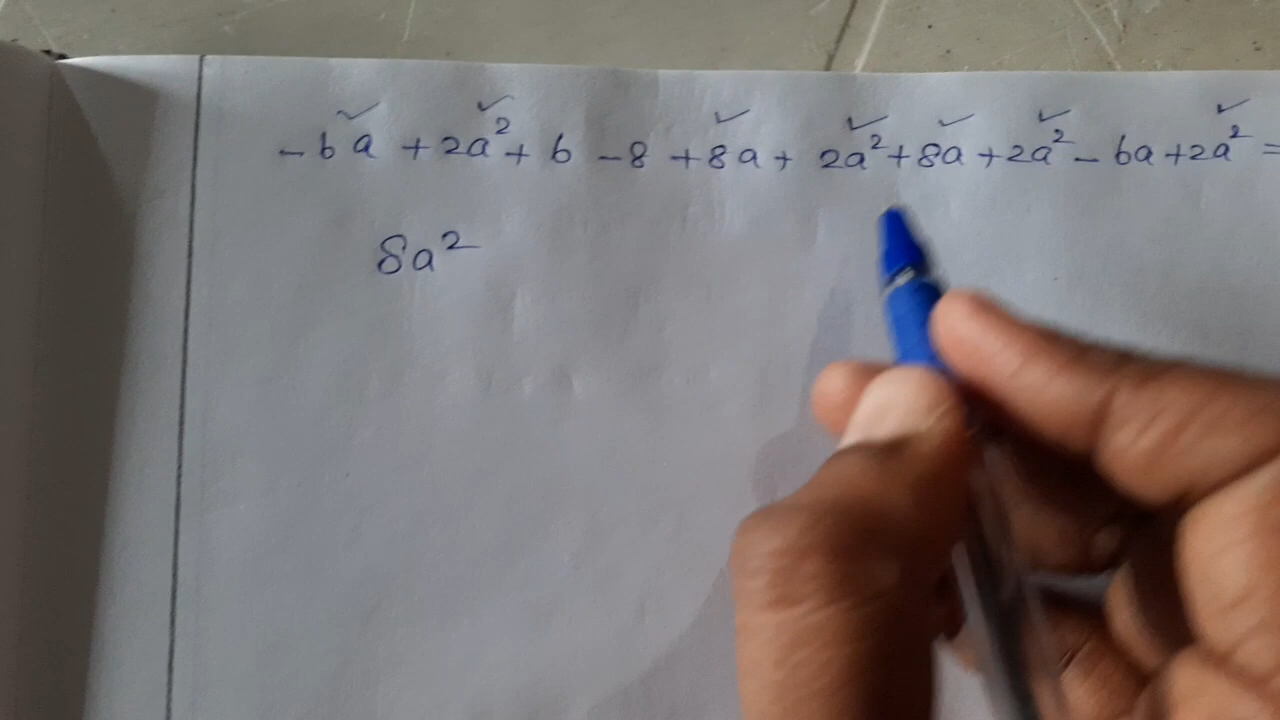 -6a + 2a² + 6 - 8 + 8a + 2a² + 8a + 2a² - 6a + 2a² =
8a²